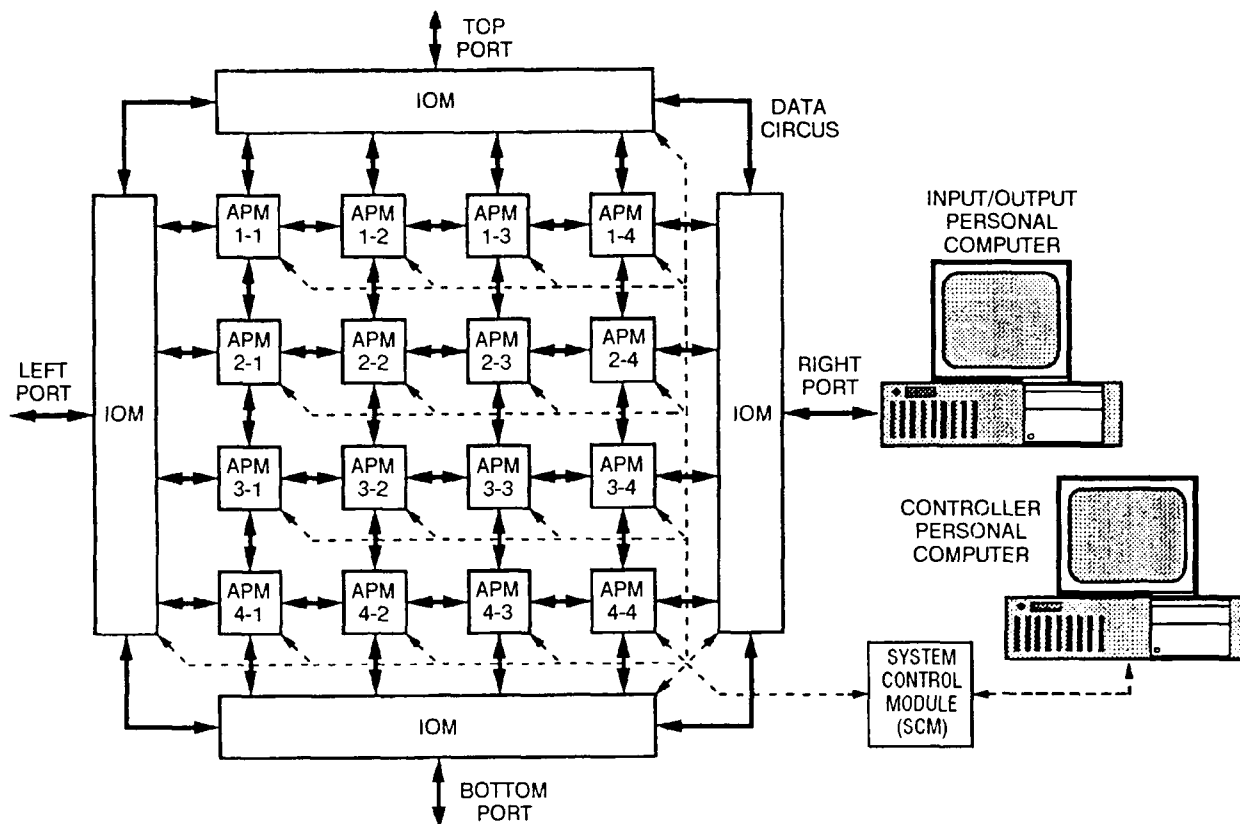 TOP
PORT
IOM
DATA
CIRCUS
APM
1-1
APM
1-2
APM
1-3
APM
1-4
INPUT/OUTPUT
PERSONAL
COMPUTER
APM
2-1
APM
2-2
APM
2-3
APM
2-4
LEFT
PORT
IOM
RIGHT
PORT
IOM
APM
3-1
APM
3-2
APM
3-3
APM
3-4
CONTROLLER
PERSONAL
COMPUTER
APM
4-1
APM
4-2
APM
4-3
APM
4-4
SYSTEM
CONTROL
MODULE
(SCM)
IOM
BOTTOM
PORT